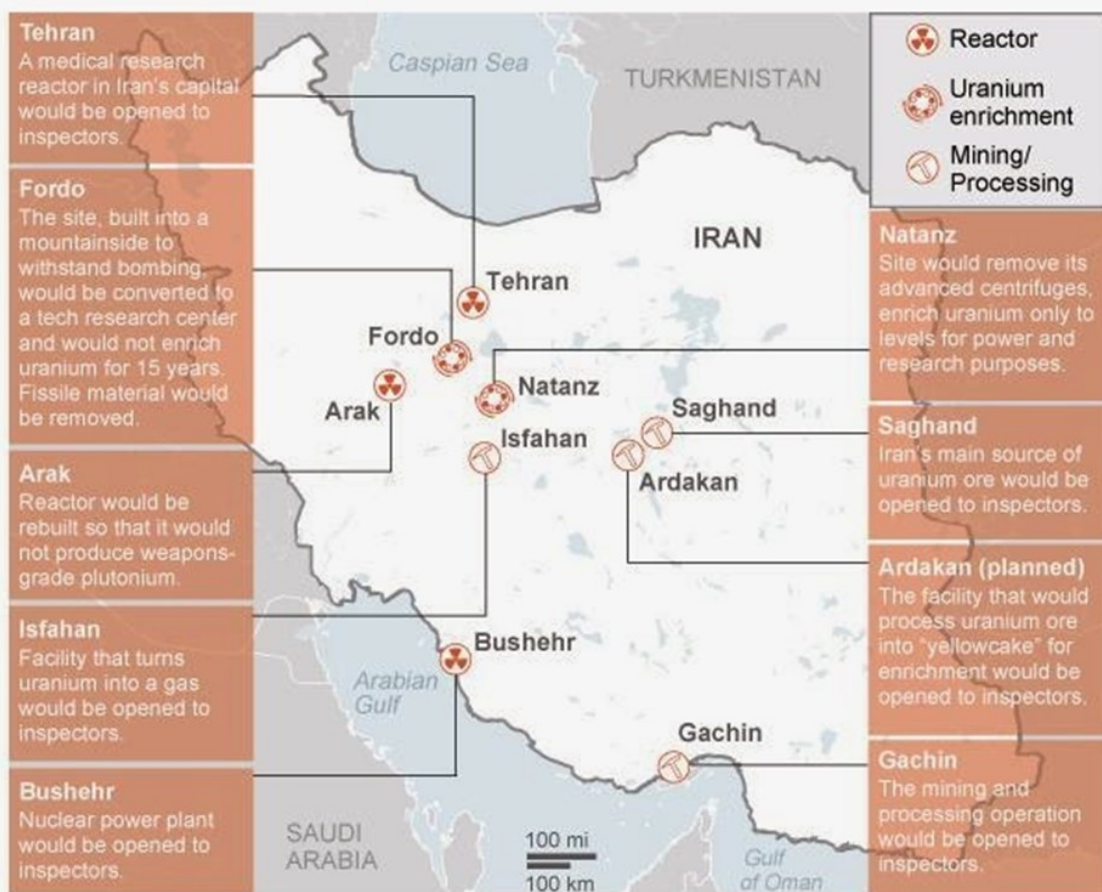 Tehran
A medical research
reactor in Iran's capital
would be opened to
inspectors.
Fordo
The site, built into a
mountainside to
withstand bombing,
would be converted to
a tech research center
and would not enrich
uranium for 15 years.
Fissile material would
be removed.
Arak
Reactor would be
rebuilt so that it would
not produce weapons-
grade plutonium.
Isfahan
Facility that turns
uranium into a gas
would be opened to
inspectors.
Bushehr
Nuclear power plant
would be opened to
inspectors.
Caspian Sea
TURKMENISTAN
IRAN
Tehran
Fordo
Natanz
Arak
Saghand
Isfahan
Ardakan
Bushehr
Arabian
Gulf
Gachin
SAUDI
ARABIA
100 mi
100 km
Gulf
of Oman
Reactor
Uranium
enrichment
Mining/
Processing
Natanz
Site would remove its
advanced centrifuges,
enrich uranium only to
levels for power and
research purposes.
Saghand
Iran's main source of
uranium ore would be
opened to inspectors.
Ardakan (planned)
The facility that would
process uranium ore
into "yellowcake" for
enrichment would be
opened to inspectors.
Gachin
The mining and
processing operation
would be opened to
inspectors.